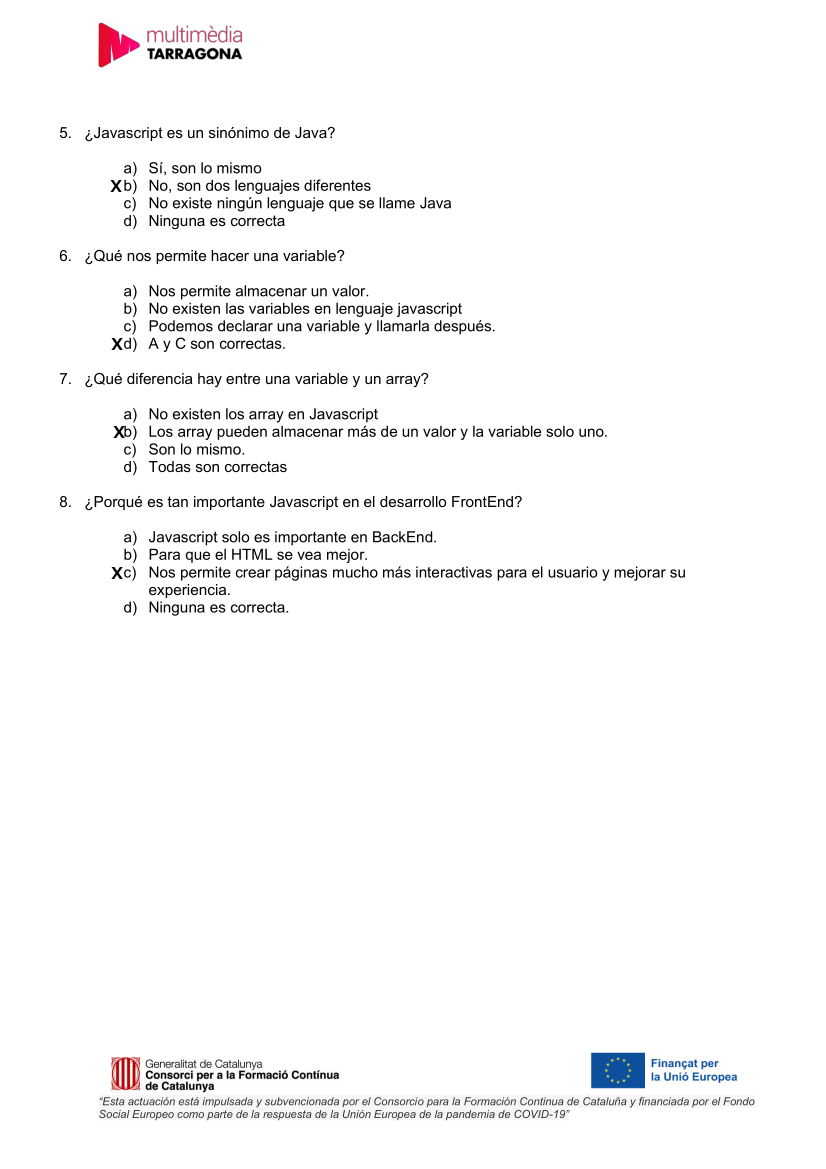 multimèdia
TARRAGONA
5. ¿Javascript es un sinónimo de Java?
a) Sí, son lo mismo
X b) No, son dos lenguajes diferentes
c) No existe ningún lenguaje que se llame Java
d) Ninguna es correcta
6. ¿Qué nos permite hacer una variable?
a) Nos permite almacenar un valor.
b) No existen las variables en lenguaje javascript
c) Podemos declarar una variable y llamarla después.
X d) A y C son correctas.
7. ¿Qué diferencia hay entre una variable y un array?
a) No existen los array en Javascript
X b) Los array pueden almacenar más de un valor y la variable solo uno.
c) Son lo mismo.
d) Todas son correctas
8. ¿Porqué es tan importante Javascript en el desarrollo FrontEnd?
a) Javascript solo es importante en BackEnd.
b) Para que el HTML se vea mejor.
X c) Nos permite crear páginas mucho más interactivas para el usuario y mejorar su
experiencia.
d) Ninguna es correcta.
Generalitat de Catalunya
Consorci per a la Formació Contínua
de Catalunya
Finançat per
la Unió Europea
“Esta actuación está impulsada y subvencionada por el Consorcio para la Formación Continua de Cataluña y financiada por el Fondo
Social Europeo como parte de la respuesta de la Unión Europea de la pandemia de COVID-19”